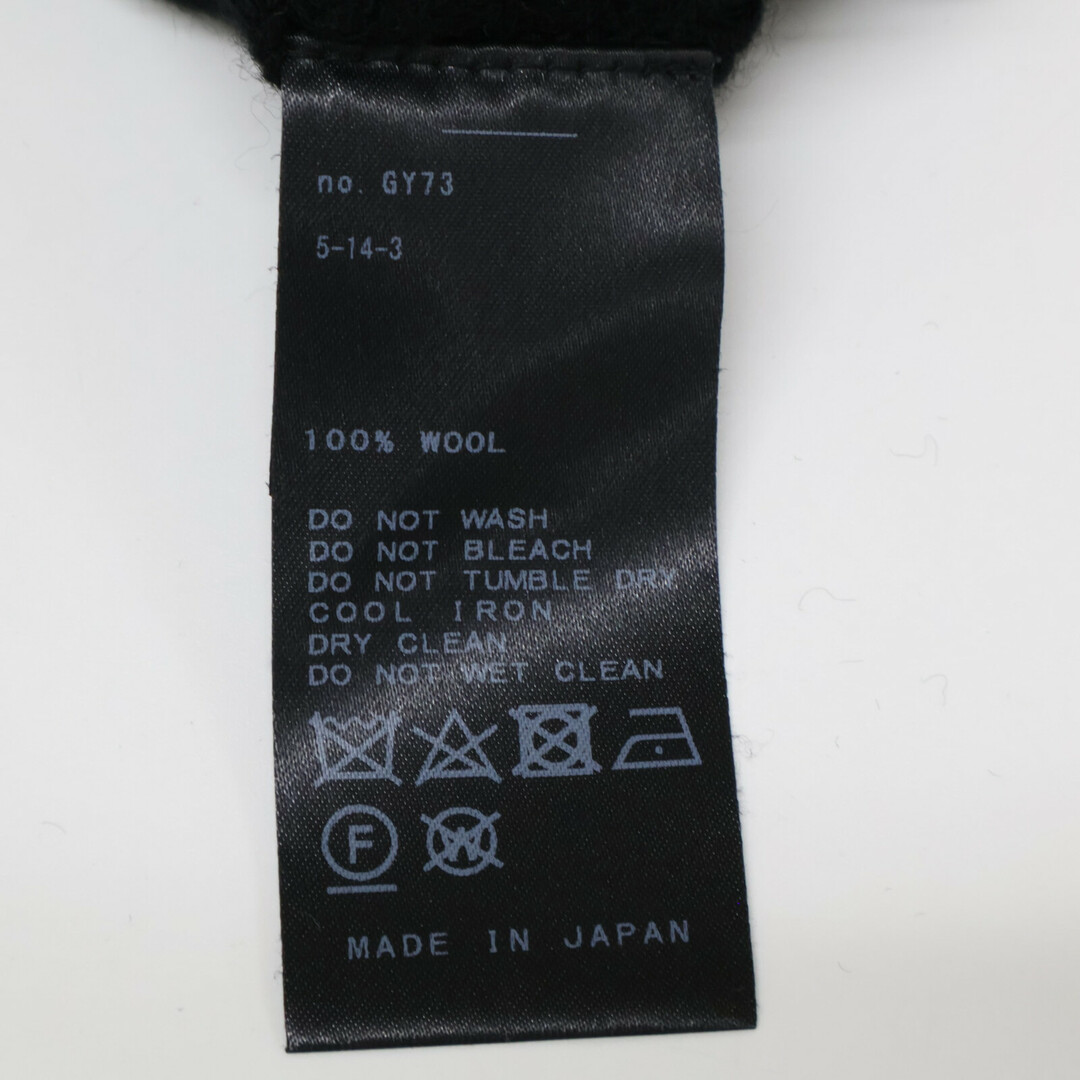 no. GY73
5-14-3
100% WOOL
DO NOT WASH
DO NOT BLEACH
DO NOT TUMBLE DRY
COOL IRON
DRY CLEAN
DO NOT WET CLEAN
F W
MADE IN JAPAN